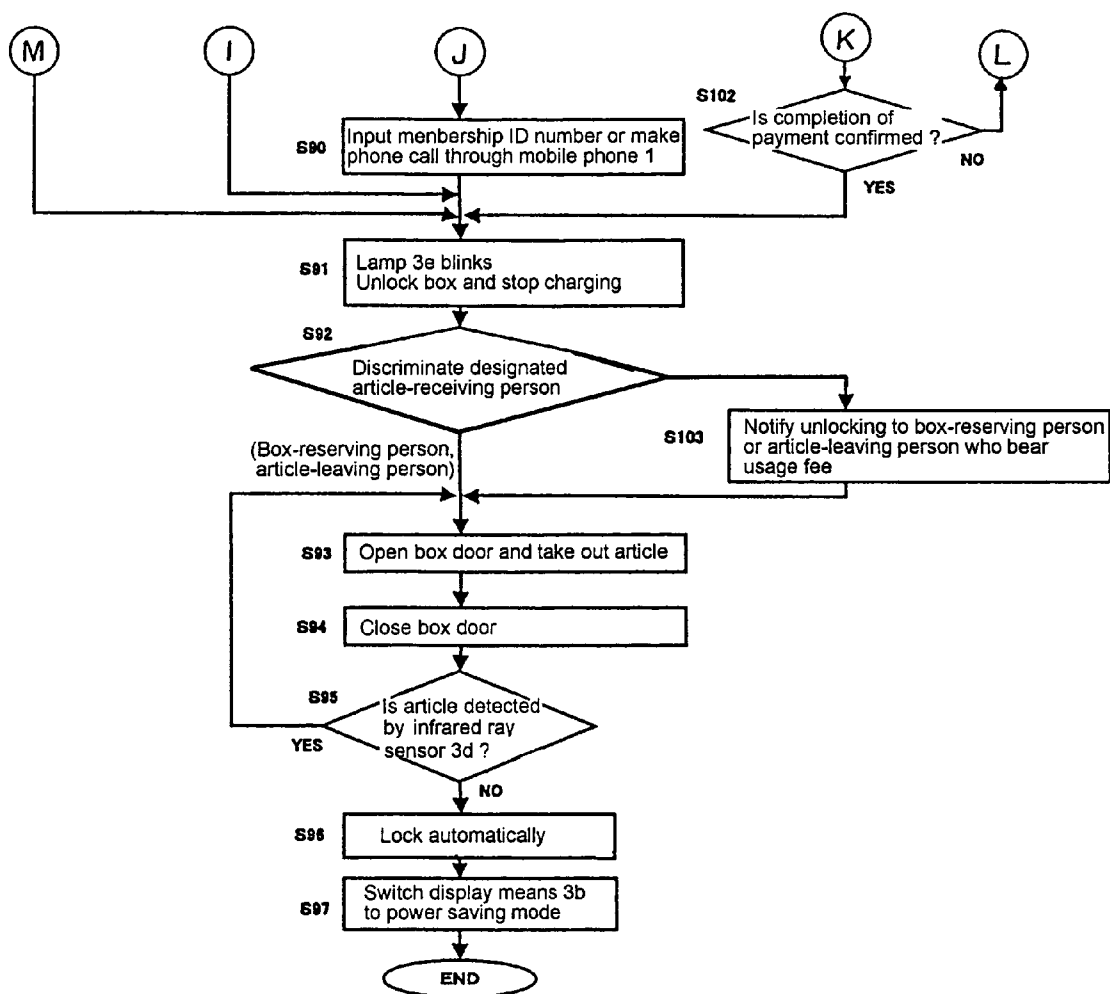 M
I
J
K
L
S102
Is completion of
payment confirmed ?
NO
YES
S90
Input menbership ID number or make
phone call through mobile phone 1
S91
Lamp 3e blinks
Unlock box and stop charging
S92
Discriminate designated
article-receiving person
S103
Notify unlocking to box-reserving person
or article-leaving person who bear
usage fee
(Box-reserving person,
article-leaving person)
S93
Open box door and take out article
S94
Close box door
S95
Is article detected
by infrared ray
sensor 3d ?
YES
NO
S96
Lock automatically
S97
Switch display means 3b
to power saving mode
END